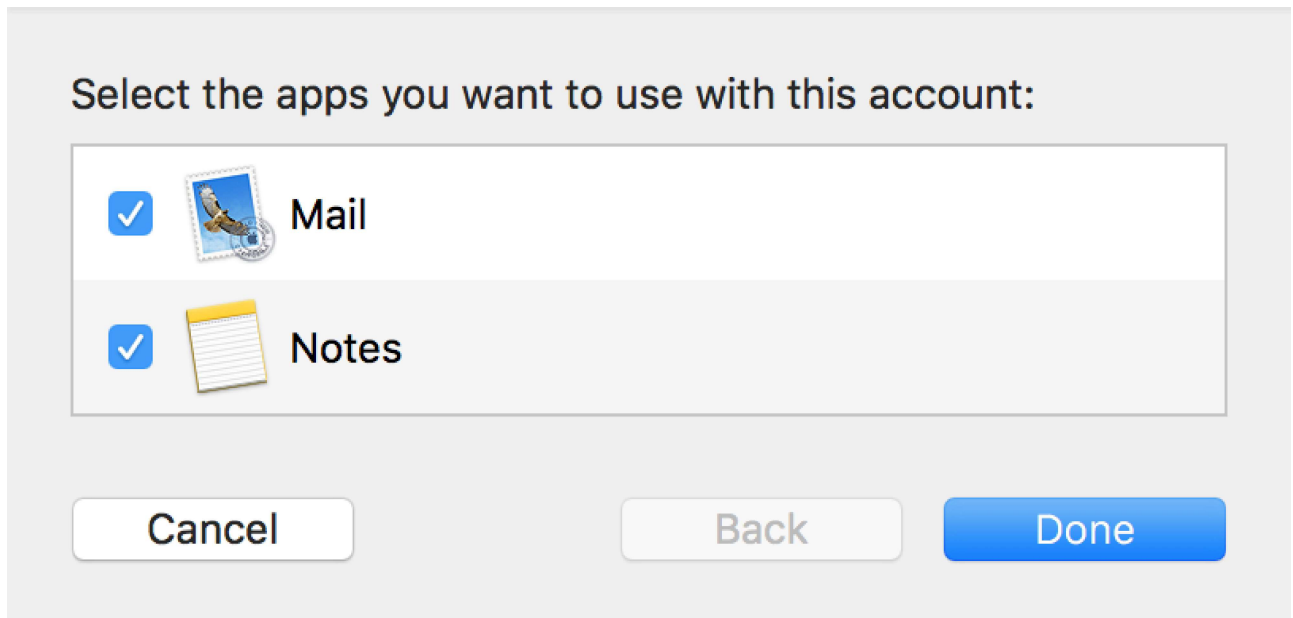 Select the apps you want to use with this account:
Mail
Notes
Cancel
Back
Done